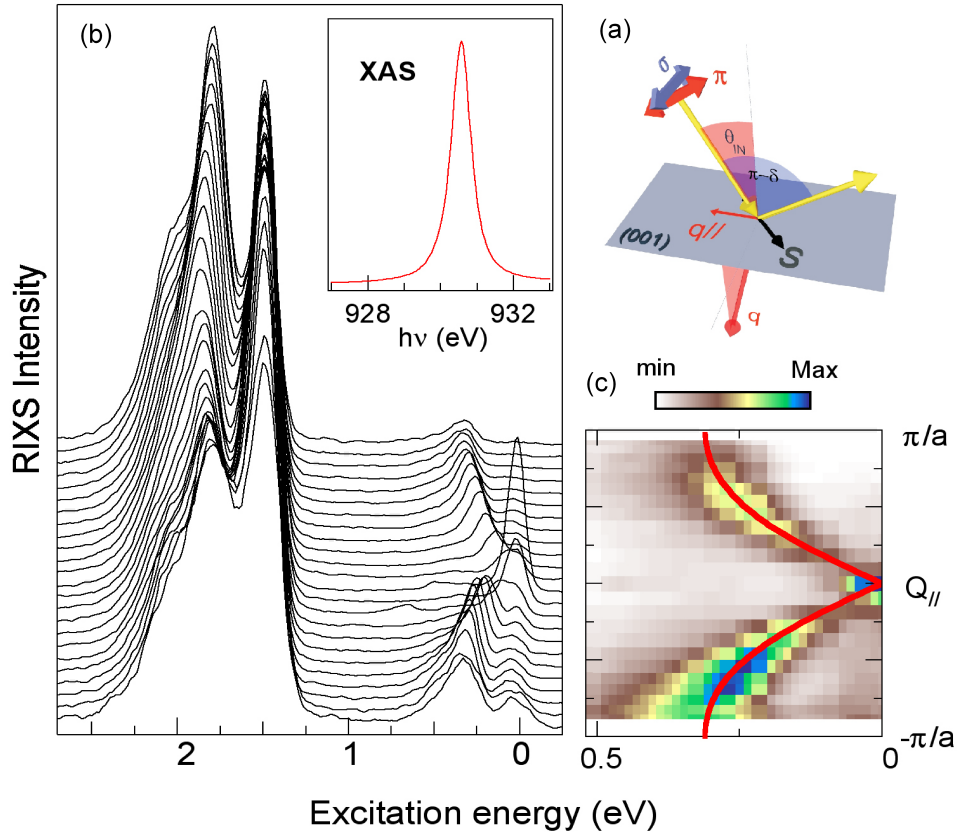 (b)
XAS
928
932
hν (eV)
RIXS Intensity
2
1
0
Excitation energy (eV)
(a)
σ
π
θIN
π-δ
q//
(001)
S
q
(c)
min
Max
π/a
Q//
-π/a
0.5
0